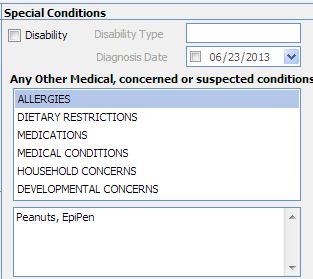 Special Conditions
Disability Disability Type
Diagnosis Date 06/23/2013
Any Other Medical, concerned or suspected conditions
ALLERGIES
DIETARY RESTRICTIONS
MEDICATIONS
MEDICAL CONDITIONS
HOUSEHOLD CONCERNS
DEVELOPMENTAL CONCERNS
Peanuts, EpiPen